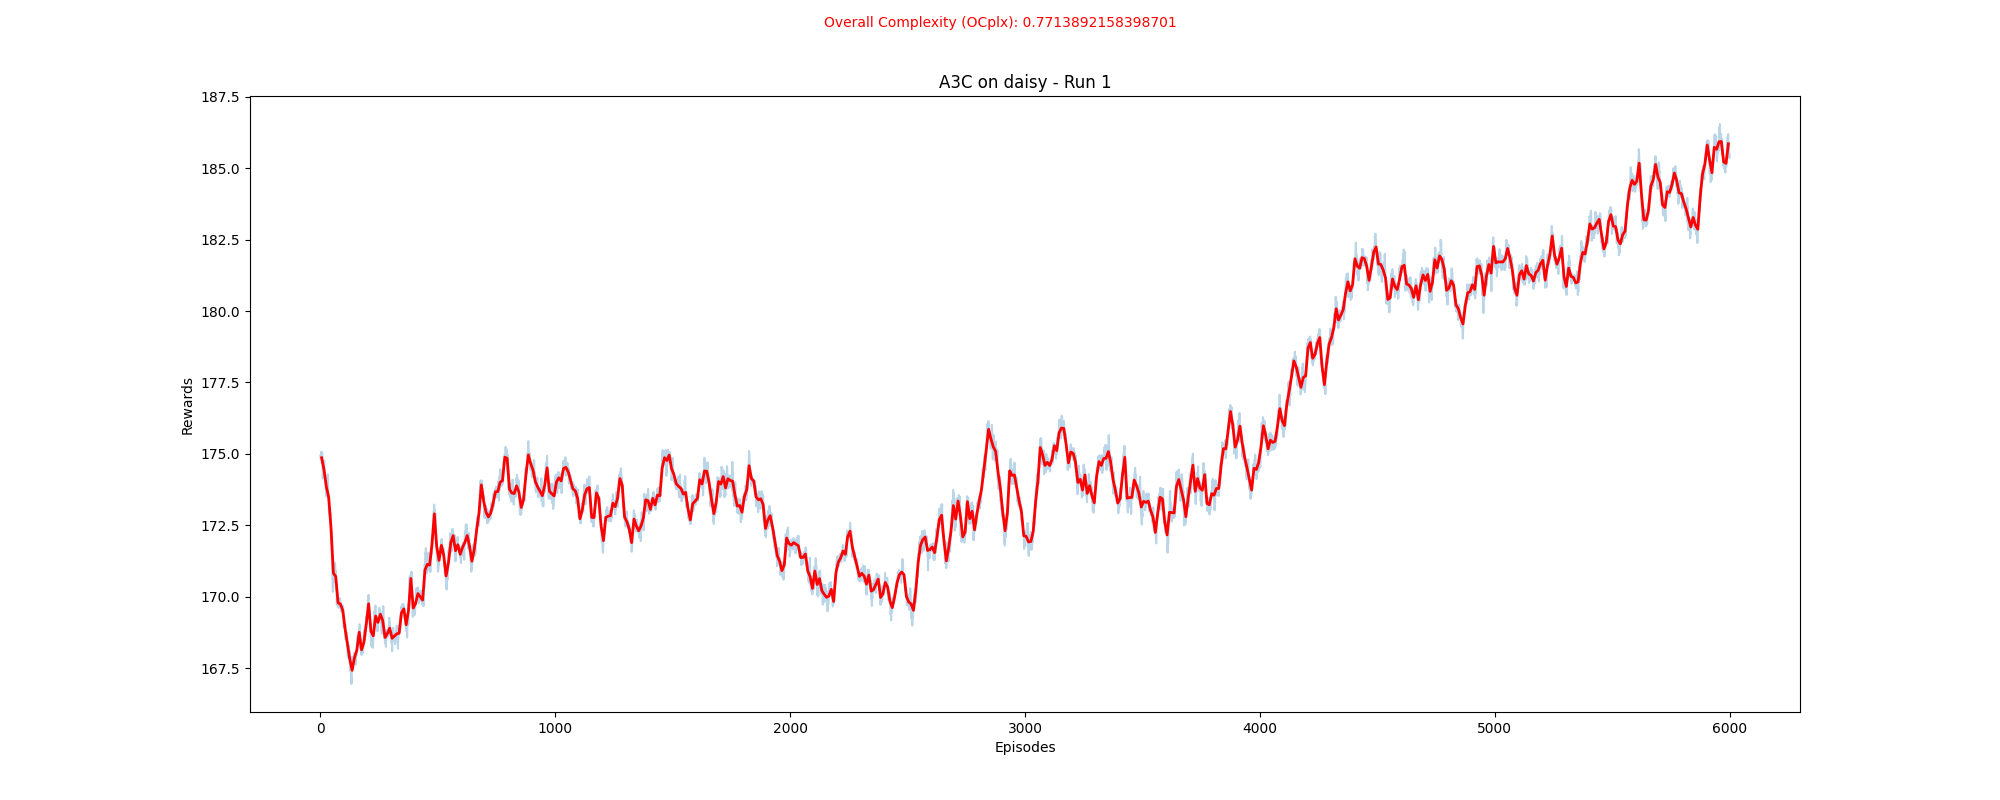 Overall Complexity (OCplx): 0.7713892158398701
A3C on daisy - Run 1
187.5
185.0
182.5
180.0
177.5
175.0
172.5
170.0
167.5
Rewards
0 1000 2000 3000 4000 5000 6000
Episodes